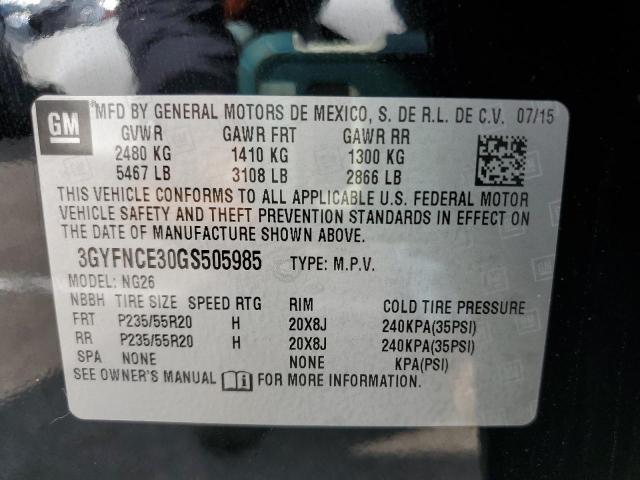 GM
MFD BY GENERAL MOTORS DE MEXICO, S. DE R.L. DE C.V. 07/15
GVWR GAWR FRT GAWR RR
2480 KG 1410 KG 1300 KG
5467 LB 3108 LB 2866 LB
THIS VEHICLE CONFORMS TO ALL APPLICABLE U.S. FEDERAL MOTOR
VEHICLE SAFETY AND THEFT PREVENTION STANDARDS IN EFFECT ON
THE DATE OF MANUFACTURE SHOWN ABOVE.
3GYFNCE30GS505985 TYPE: M.P.V.
MODEL: NG26
NBBH TIRE SIZE SPEED RTG RIM COLD TIRE PRESSURE
FRT P235/55R20 H 20X8J 240KPA(35PSI)
RR P235/55R20 H 20X8J 240KPA(35PSI)
SPA NONE NONE KPA(PSI)
SEE OWNER'S MANUAL FOR MORE INFORMATION.